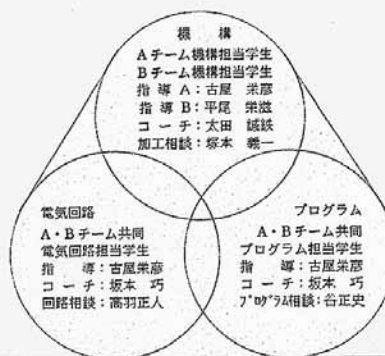 機　構
Aチーム機構担当学生
Bチーム機構担当学生
指　導　A：古屋　栄彦
指　導　B：平尾　栄滋
コ　ー　チ：太田　誠鉄
加工相談：塚本　義一
電気回路
A・Bチーム共同
電気回路担当学生
指　　導：古屋栄彦
コ　ー　チ：坂本　巧
回路相談：高羽正人
プログラム
A・Bチーム共同
プログラム担当学生
指　　導：古屋栄彦
コ　ー　チ：坂本　巧
プログラム相談：谷正史